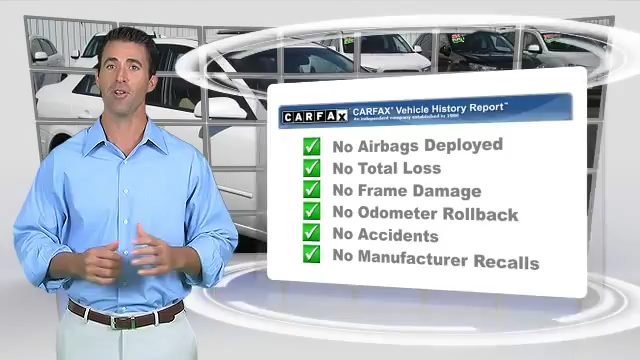 CARFAX CARFAX® Vehicle History Report™
An independent company established in 1986
No Airbags Deployed
No Total Loss
No Frame Damage
No Odometer Rollback
No Accidents
No Manufacturer Recalls